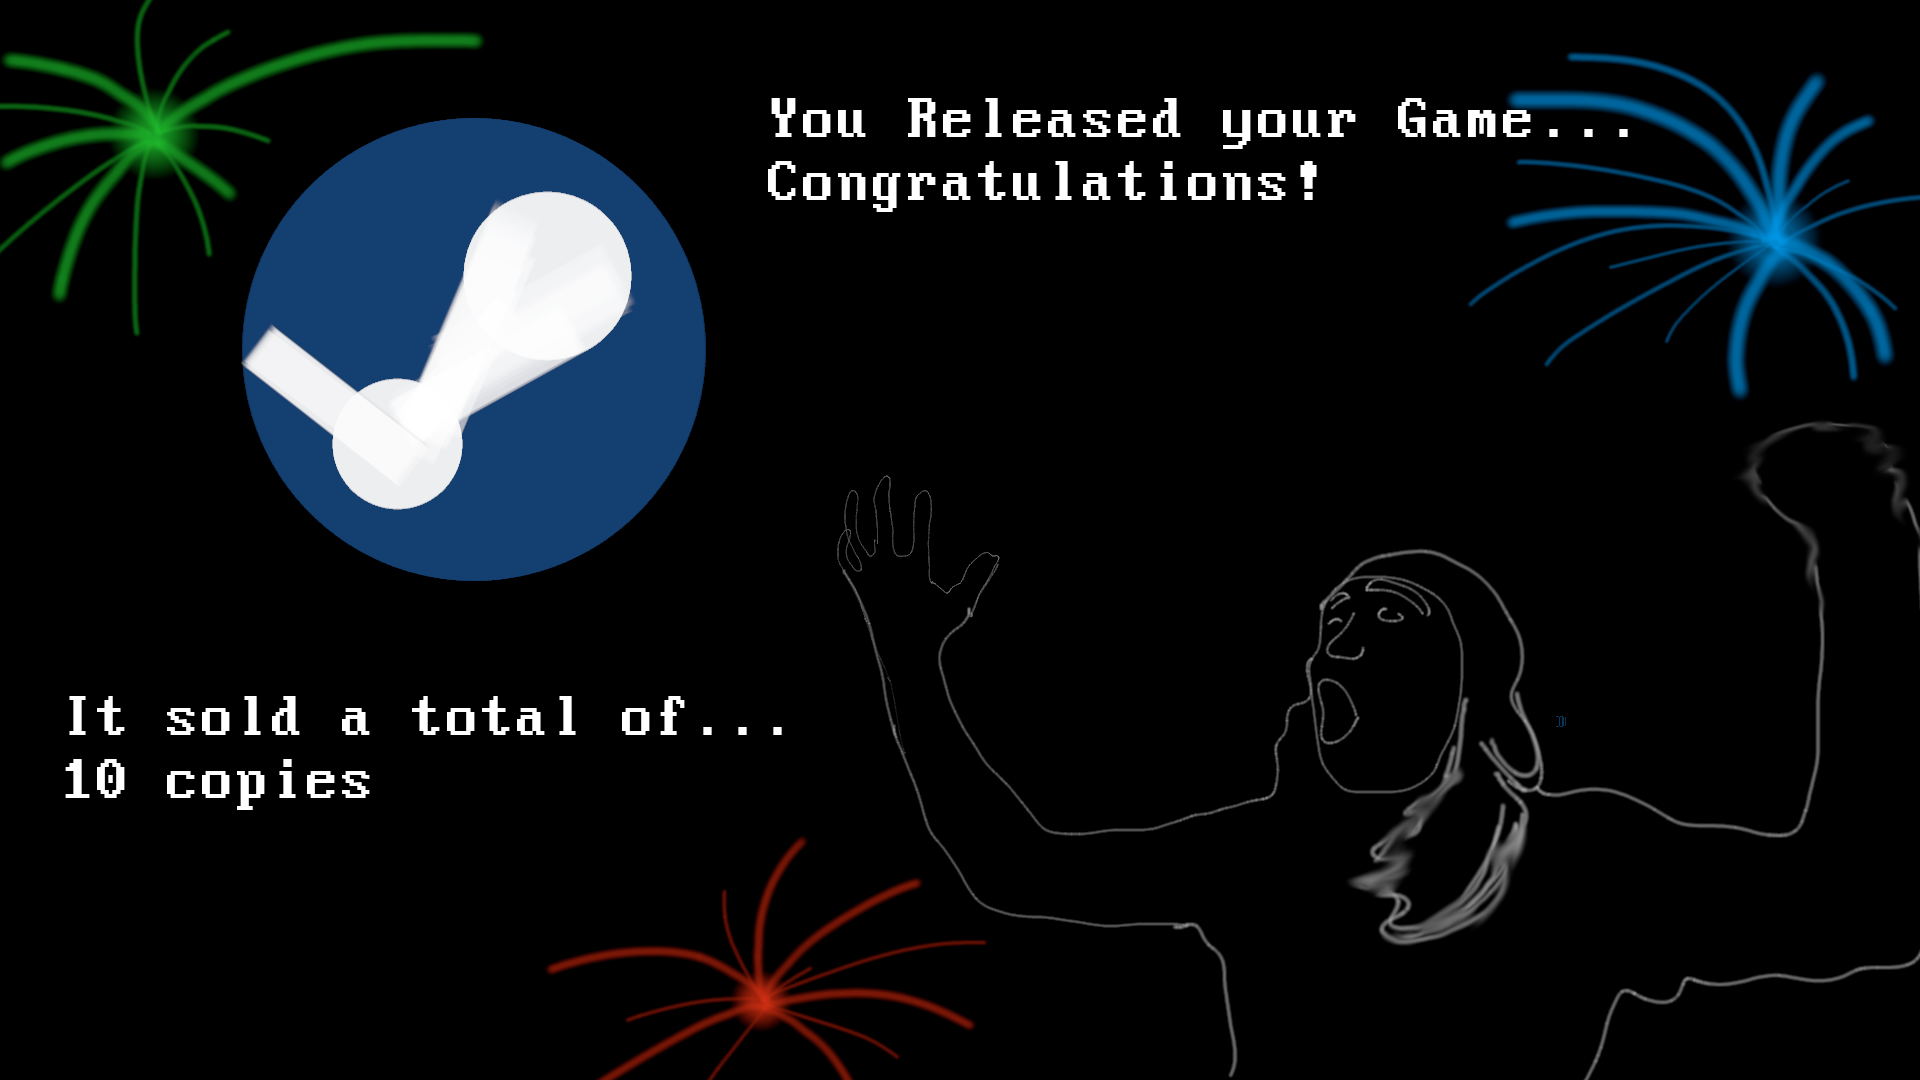 You Released your Game...
Congratulations!
It sold a total of...
10 copies